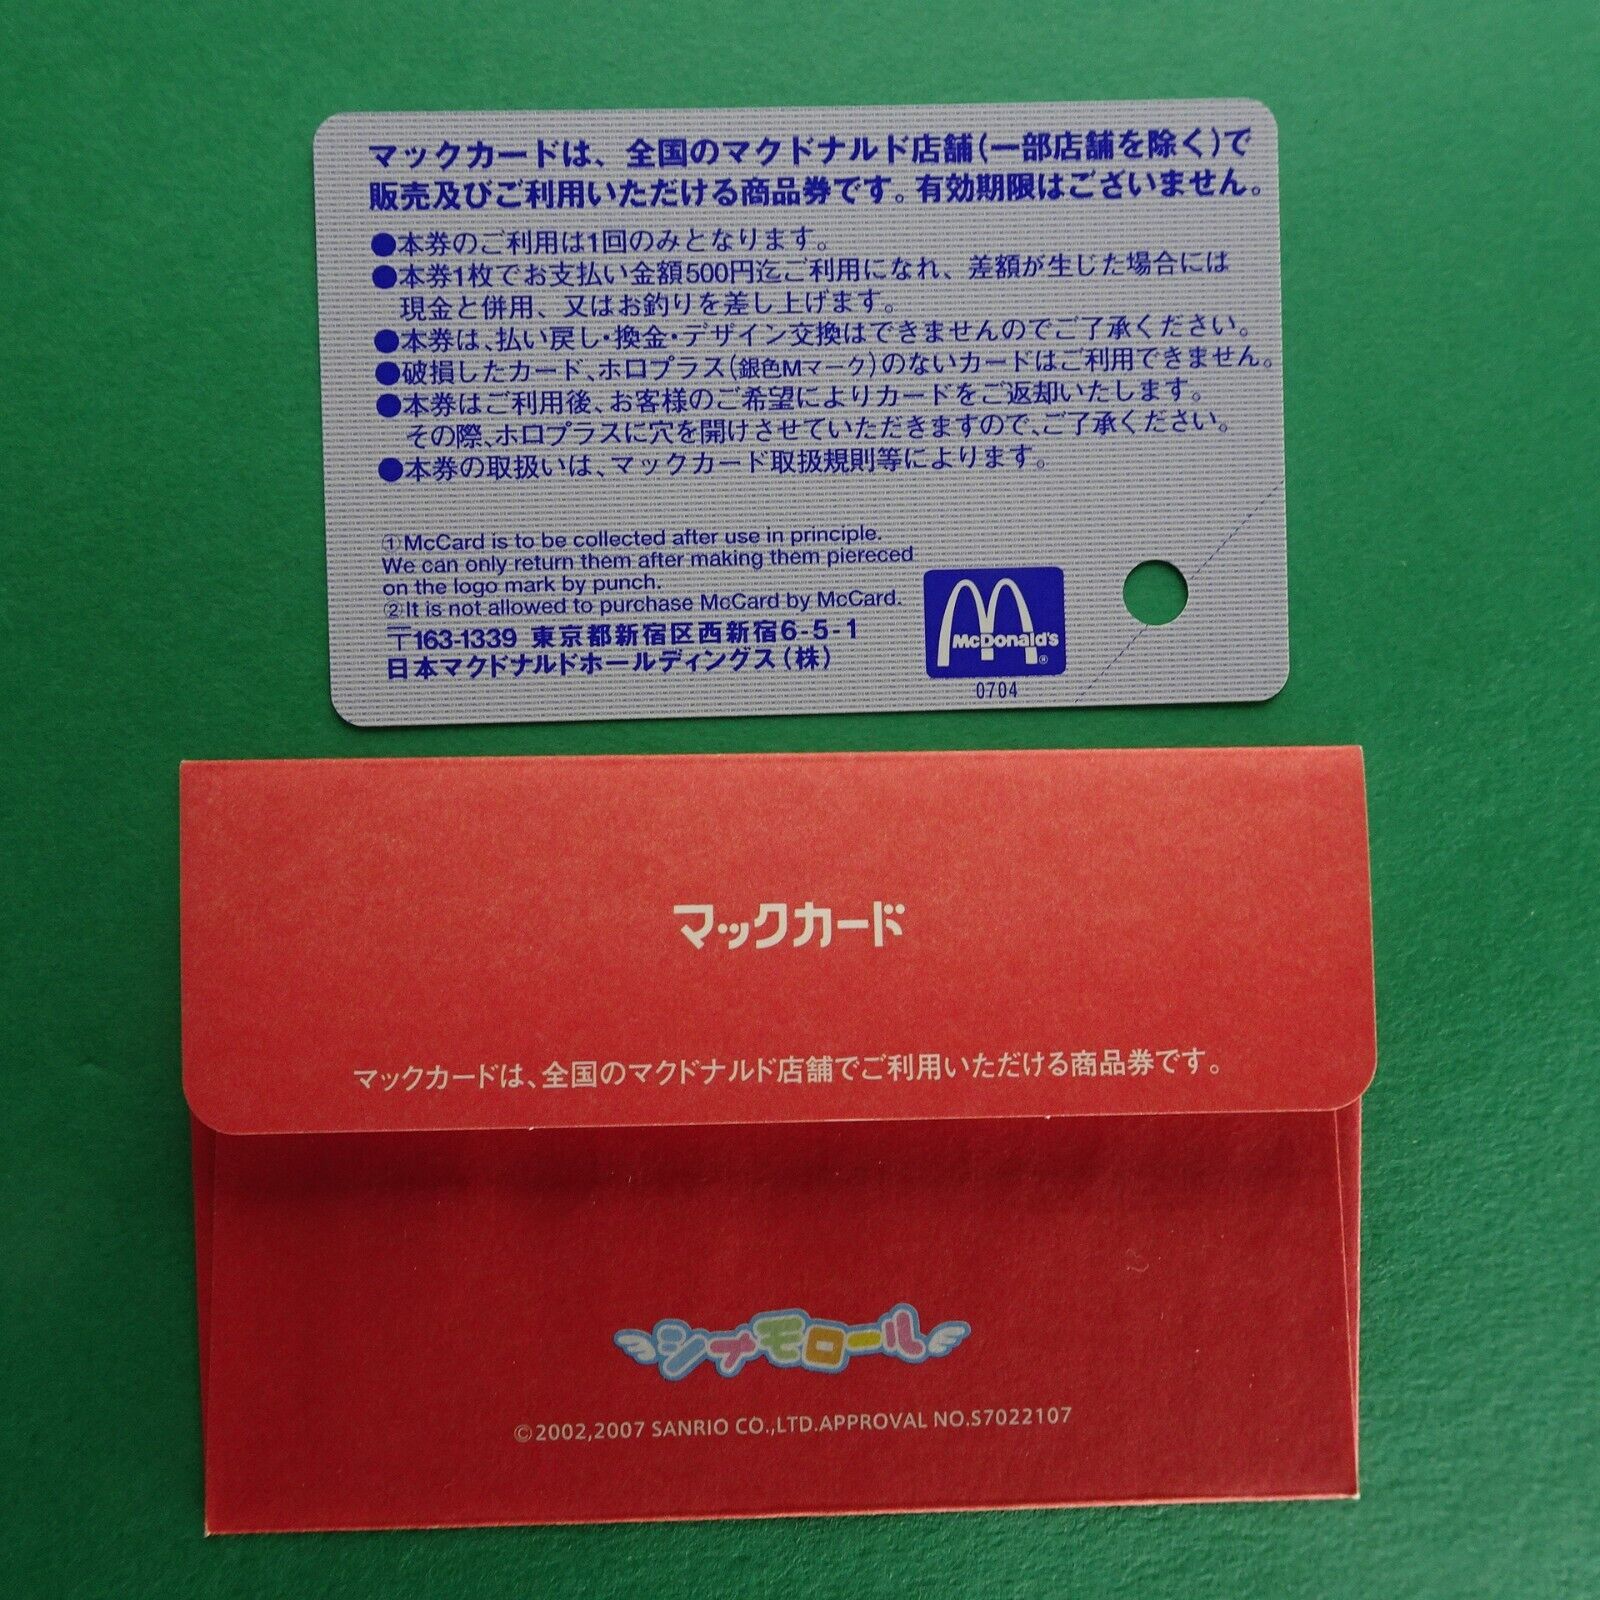 マックカードは、全国のマクドナルド店舗(一部店舗を除く)で
販売及びご利用いただける商品券です。有効期限はございません。
●本券のご利用は1回のみとなります。
●本券1枚でお支払い金額500円迄ご利用になれ、差額が生じた場合には
現金と併用、又はお釣りを差し上げます。
●本券は、払い戻し・換金・デザイン交換はできませんのでご了承ください。
●破損したカード、ホロプラス(銀色Mマーク)のないカードはご利用できません。
●本券はご利用後、お客様のご希望によりカードをご返却いたします。
その際、ホロプラスに穴を開けさせていただきますので、ご了承ください。
●本券の取扱いは、マックカード取扱規則等によります。
①McCard is to be collected after use in principle.
We can only return them after making them piereced
on the logo mark by punch.
②It is not allowed to purchase McCard by McCard.
〒163-1339 東京都新宿区西新宿6-5-1
日本マクドナルドホールディングス(株)
McDonald's®
0704
マックカード
マックカードは、全国のマクドナルド店舗でご利用いただける商品券です。
シナモロール
©2002,2007 SANRIO CO.,LTD.APPROVAL NO.S7022107